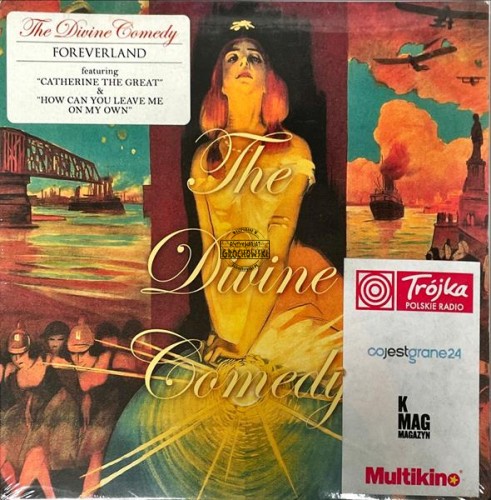 The Divine Comedy
FOREVERLAND
featuring
"CATHERINE THE GREAT"
&
"HOW CAN YOU LEAVE ME
ON MY OWN"
The
Divine
Comedy
GROCHOWSKI
Trójka
POLSKIE RADIO
cojestgrane24
K
MAG
MAGAZYN
Multikino